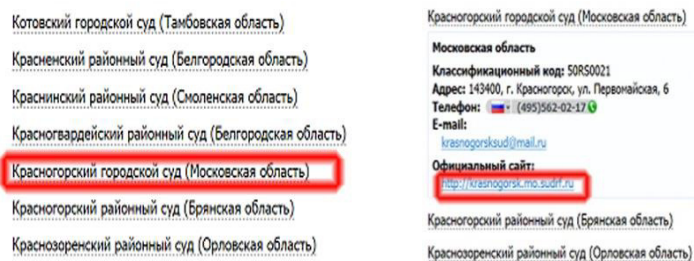 Котовский городской суд (Тамбовская область)
Красненский районный суд (Белгородская область)
Краснинский районный суд (Смоленская область)
Красногвардейский районный суд (Белгородская область)
Красногорский городской суд (Московская область)
Красногорский районный суд (Брянская область)
Краснозоренский районный суд (Орловская область)
Красногорский городской суд (Московская область)
Московская область
Классификационный код: 50RS0021
Адрес: 143400, г. Красногорск, ул. Первомайская, 6
Телефон: (495)562-02-17
E-mail:
krasnogorsksud@mail.ru
Официальный сайт:
http://krasnogorsk.mo.sudrf.ru
Красногорский районный суд (Брянская область)
Краснозоренский районный суд (Орловская область)